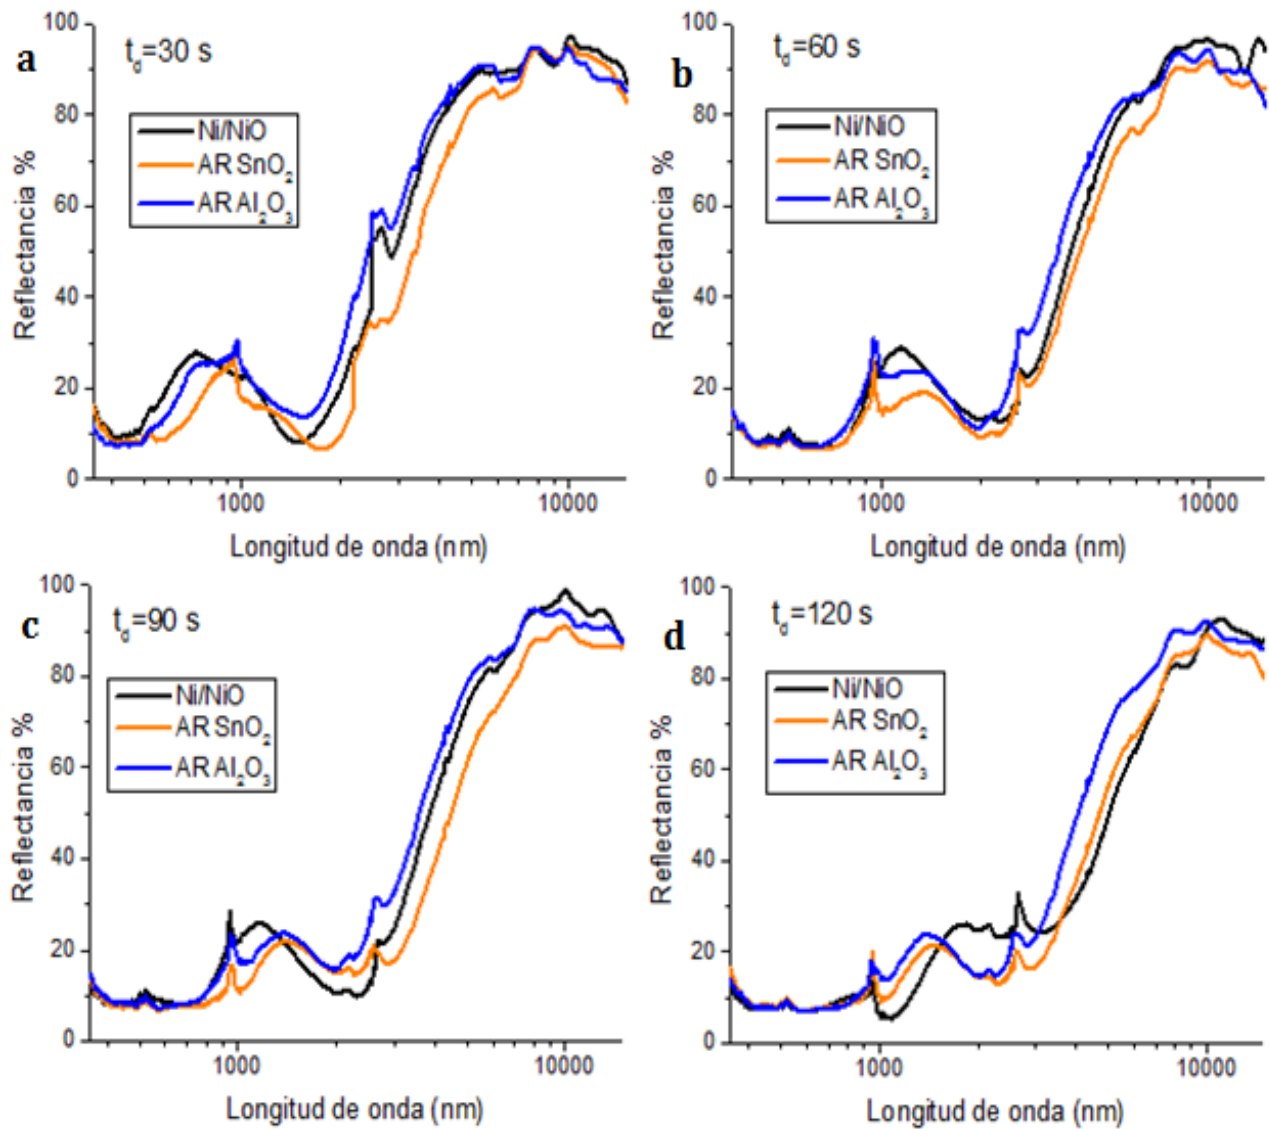 a
t_d=30 s
Ni/NiO
AR SnO₂
AR Al₂O₃
Reflectancia %
100
80
60
40
20
0
1000 10000
Longitud de onda (nm)
b
t_d=60 s
Ni/NiO
AR SnO₂
AR Al₂O₃
Reflectancia %
100
80
60
40
20
0
1000 10000
Longitud de onda (nm)
c
t_d=90 s
Ni/NiO
AR SnO₂
AR Al₂O₃
Reflectancia %
100
80
60
40
20
0
1000 10000
Longitud de onda (nm)
d
t_d=120 s
Ni/NiO
AR SnO₂
AR Al₂O₃
Reflectancia %
100
80
60
40
20
0
1000 10000
Longitud de onda (nm)